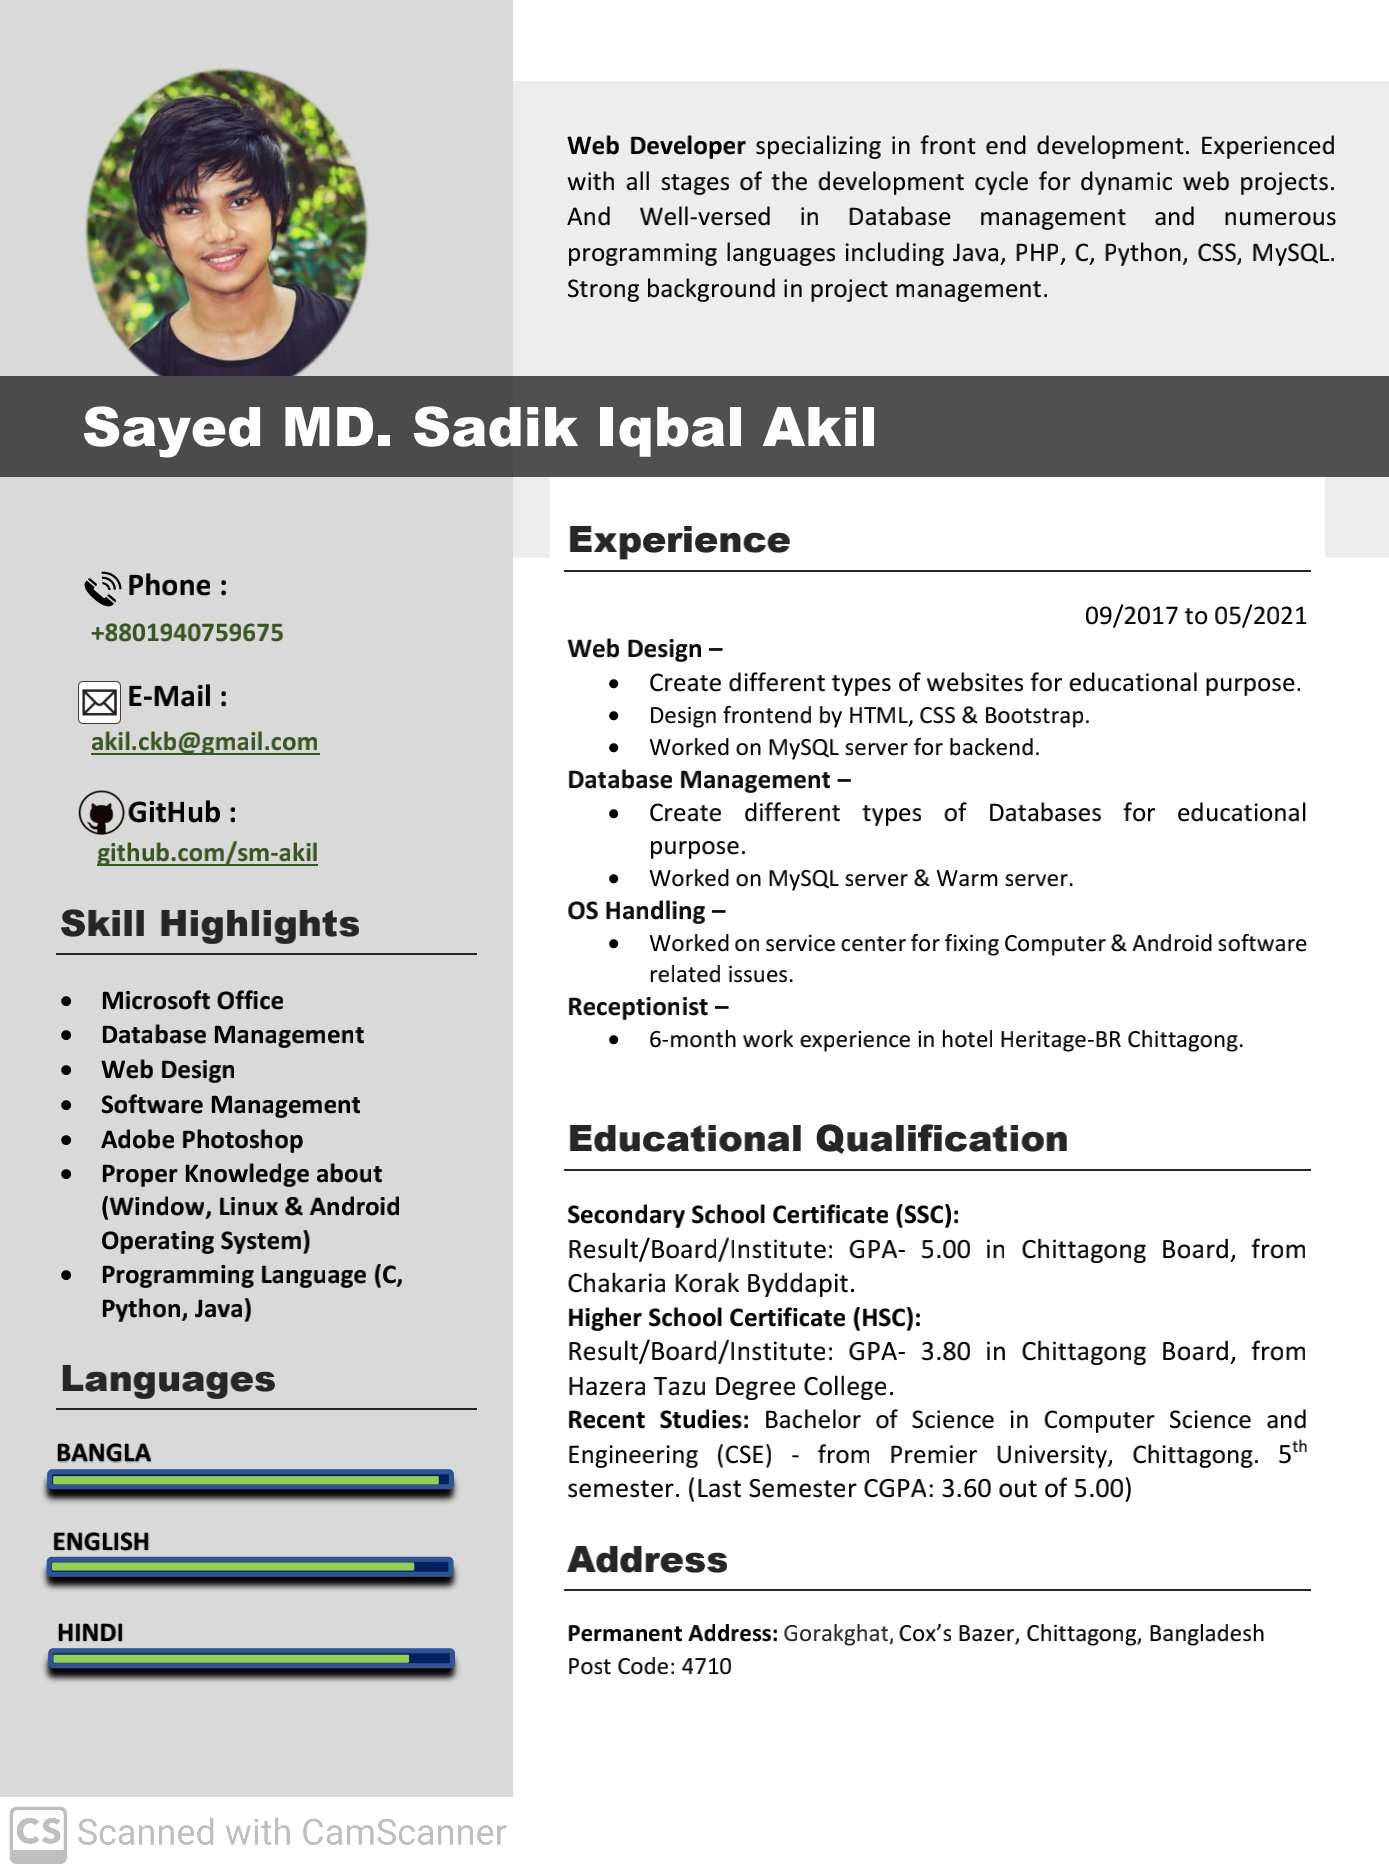 Web Developer specializing in front end development. Experienced
with all stages of the development cycle for dynamic web projects.
And Well-versed in Database management and numerous
programming languages including Java, PHP, C, Python, CSS, MySQL.
Strong background in project management.
Sayed MD. Sadik Iqbal Akil
Phone :
+8801940759675
E-Mail :
akil.ckb@gmail.com
GitHub :
github.com/sm-akil
Skill Highlights
• Microsoft Office
• Database Management
• Web Design
• Software Management
• Adobe Photoshop
• Proper Knowledge about
(Window, Linux & Android
Operating System)
• Programming Language (C,
Python, Java)
Languages
BANGLA
ENGLISH
HINDI
Experience
09/2017 to 05/2021
Web Design –
• Create different types of websites for educational purpose.
• Design frontend by HTML, CSS & Bootstrap.
• Worked on MySQL server for backend.
Database Management –
• Create different types of Databases for educational
purpose.
• Worked on MySQL server & Warm server.
OS Handling –
• Worked on service center for fixing Computer & Android software
related issues.
Receptionist –
• 6-month work experience in hotel Heritage-BR Chittagong.
Educational Qualification
Secondary School Certificate (SSC):
Result/Board/Institute: GPA- 5.00 in Chittagong Board, from
Chakaria Korak Byddapit.
Higher School Certificate (HSC):
Result/Board/Institute: GPA- 3.80 in Chittagong Board, from
Hazera Tazu Degree College.
Recent Studies: Bachelor of Science in Computer Science and
Engineering (CSE) - from Premier University, Chittagong. 5th
semester. (Last Semester CGPA: 3.60 out of 5.00)
Address
Permanent Address: Gorakghat, Cox’s Bazer, Chittagong, Bangladesh
Post Code: 4710
CS Scanned with CamScanner